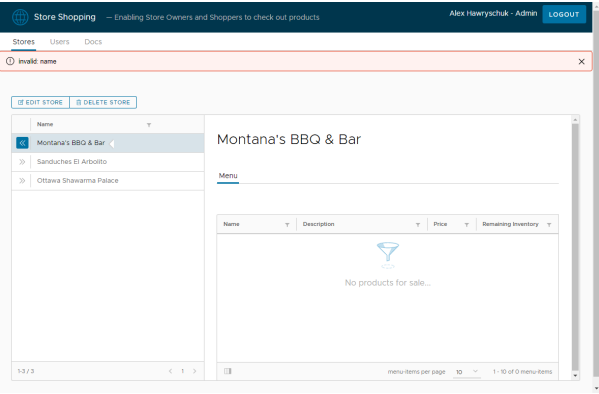 Store Shopping — Enabling Store Owners and Shoppers to check out products Alex Hawryschuk - Admin LOGOUT
Stores Users Docs
invalid: name
EDIT STORE DELETE STORE
Name
Montana's BBQ & Bar
Sanduches El Arbolito
Ottawa Shawarma Palace
1-3 / 3 1
Montana's BBQ & Bar
Menu
Name Description Price Remaining Inventory
No products for sale...
menu-items per page 10 1 - 10 of 0 menu-items